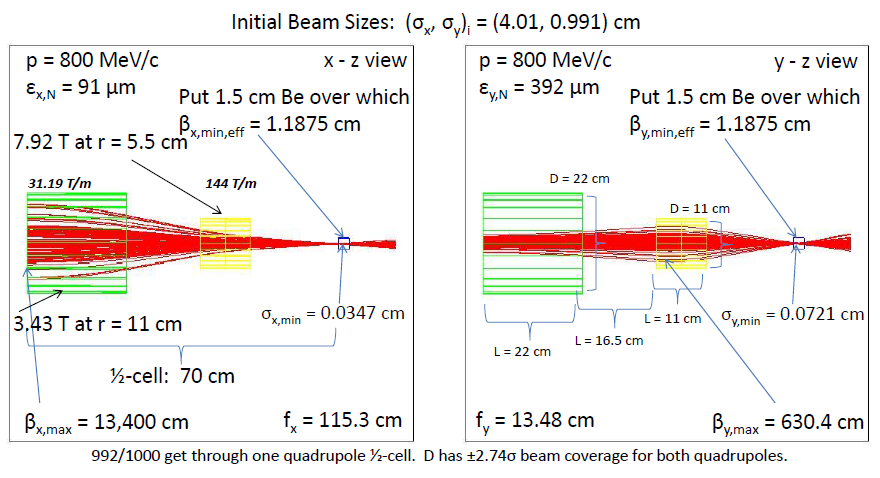 Initial Beam Sizes: (σx, σy)i = (4.01, 0.991) cm
p = 800 MeV/c
x - z view
εx,N = 91 µm
Put 1.5 cm Be over which
βx,min,eff = 1.1875 cm
7.92 T at r = 5.5 cm
31.19 T/m
144 T/m
3.43 T at r = 11 cm
σx,min = 0.0347 cm
½-cell: 70 cm
βx,max = 13,400 cm
fx = 115.3 cm
p = 800 MeV/c
y - z view
εy,N = 392 µm
Put 1.5 cm Be over which
βy,min,eff = 1.1875 cm
D = 22 cm
D = 11 cm
σy,min = 0.0721 cm
L = 11 cm
L = 16.5 cm
L = 22 cm
fy = 13.48 cm
βy,max = 630.4 cm
992/1000 get through one quadrupole ½-cell. D has ±2.74σ beam coverage for both quadrupoles.